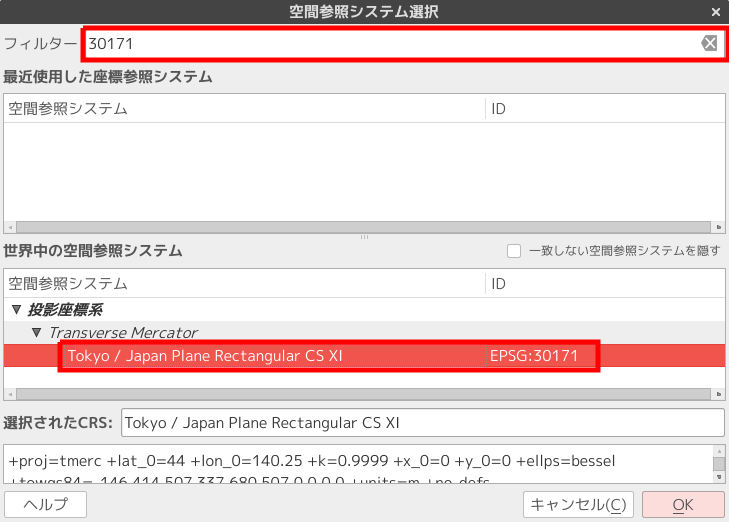 空間参照システム選択
フィルター 30171
最近使用した座標参照システム
空間参照システム ID
世界中の空間参照システム 一致しない空間参照システムを隠す
空間参照システム ID
投影座標系
Transverse Mercator
Tokyo / Japan Plane Rectangular CS XI EPSG:30171
選択されたCRS: Tokyo / Japan Plane Rectangular CS XI
+proj=tmerc +lat_0=44 +lon_0=140.25 +k=0.9999 +x_0=0 +y_0=0 +ellps=bessel
+towgs84=-146.414,507.337,680.507,0,0,0,0 +units=m +no_defs
ヘルプ キャンセル(C) OK